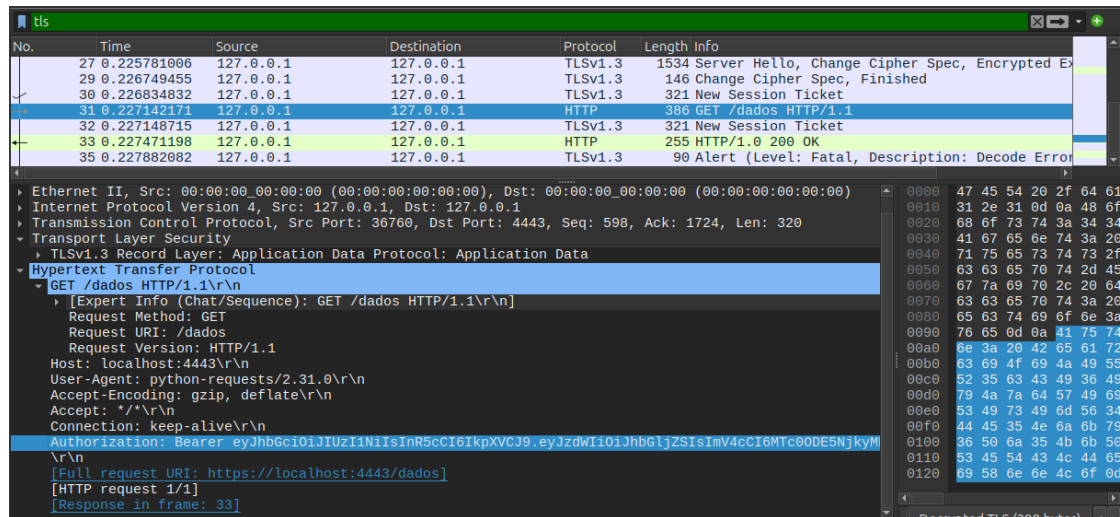 tls
No. Time Source Destination Protocol Length Info
27 0.225781006 127.0.0.1 127.0.0.1 TLSv1.3 1534 Server Hello, Change Cipher Spec, Encrypted Ex
29 0.226749455 127.0.0.1 127.0.0.1 TLSv1.3 146 Change Cipher Spec, Finished
30 0.226834832 127.0.0.1 127.0.0.1 TLSv1.3 321 New Session Ticket
31 0.227142171 127.0.0.1 127.0.0.1 HTTP 386 GET /dados HTTP/1.1
32 0.227148715 127.0.0.1 127.0.0.1 TLSv1.3 321 New Session Ticket
33 0.227471198 127.0.0.1 127.0.0.1 HTTP 255 HTTP/1.0 200 OK
35 0.227882082 127.0.0.1 127.0.0.1 TLSv1.3 90 Alert (Level: Fatal, Description: Decode Error
Ethernet II, Src: 00:00:00_00:00:00 (00:00:00:00:00:00), Dst: 00:00:00_00:00:00 (00:00:00:00:00:00)
Internet Protocol Version 4, Src: 127.0.0.1, Dst: 127.0.0.1
Transmission Control Protocol, Src Port: 36760, Dst Port: 4443, Seq: 598, Ack: 1724, Len: 320
Transport Layer Security
TLSv1.3 Record Layer: Application Data Protocol: Application Data
Hypertext Transfer Protocol
GET /dados HTTP/1.1\r\n
[Expert Info (Chat/Sequence): GET /dados HTTP/1.1\r\n]
Request Method: GET
Request URI: /dados
Request Version: HTTP/1.1
Host: localhost:4443\r\n
User-Agent: python-requests/2.31.0\r\n
Accept-Encoding: gzip, deflate\r\n
Accept: */*\r\n
Connection: keep-alive\r\n
Authorization: Bearer eyJhbGciOiJIUzI1NiIsInR5cCI6IkpXVCJ9.eyJzdWIiOiJhbGljZSIsImV4cCI6MTc0ODE5NjkyM
\r\n
[Full request URI: https://localhost:4443/dados]
[HTTP request 1/1]
[Response in frame: 33]
0000 47 45 54 20 2f 64 61
0010 31 2e 31 0d 0a 48 6f
0020 68 6f 73 74 3a 34 34
0030 41 67 65 6e 74 3a 20
0040 71 75 65 73 74 73 2f
0050 63 63 65 70 74 2d 45
0060 67 7a 69 70 2c 20 64
0070 63 63 65 70 74 3a 20
0080 65 63 74 69 6f 6e 3a
0090 76 65 0d 0a 41 75 74
00a0 6e 3a 20 42 65 61 72
00b0 63 69 4f 69 4a 49 55
00c0 52 35 63 43 49 36 49
00d0 79 4a 7a 64 57 49 69
00e0 53 49 73 49 6d 56 34
00f0 44 45 35 4e 6a 6b 79
0100 36 50 6a 35 4b 6b 50
0110 53 45 54 43 4c 44 65
0120 69 58 6e 6e 4c 6f 0d